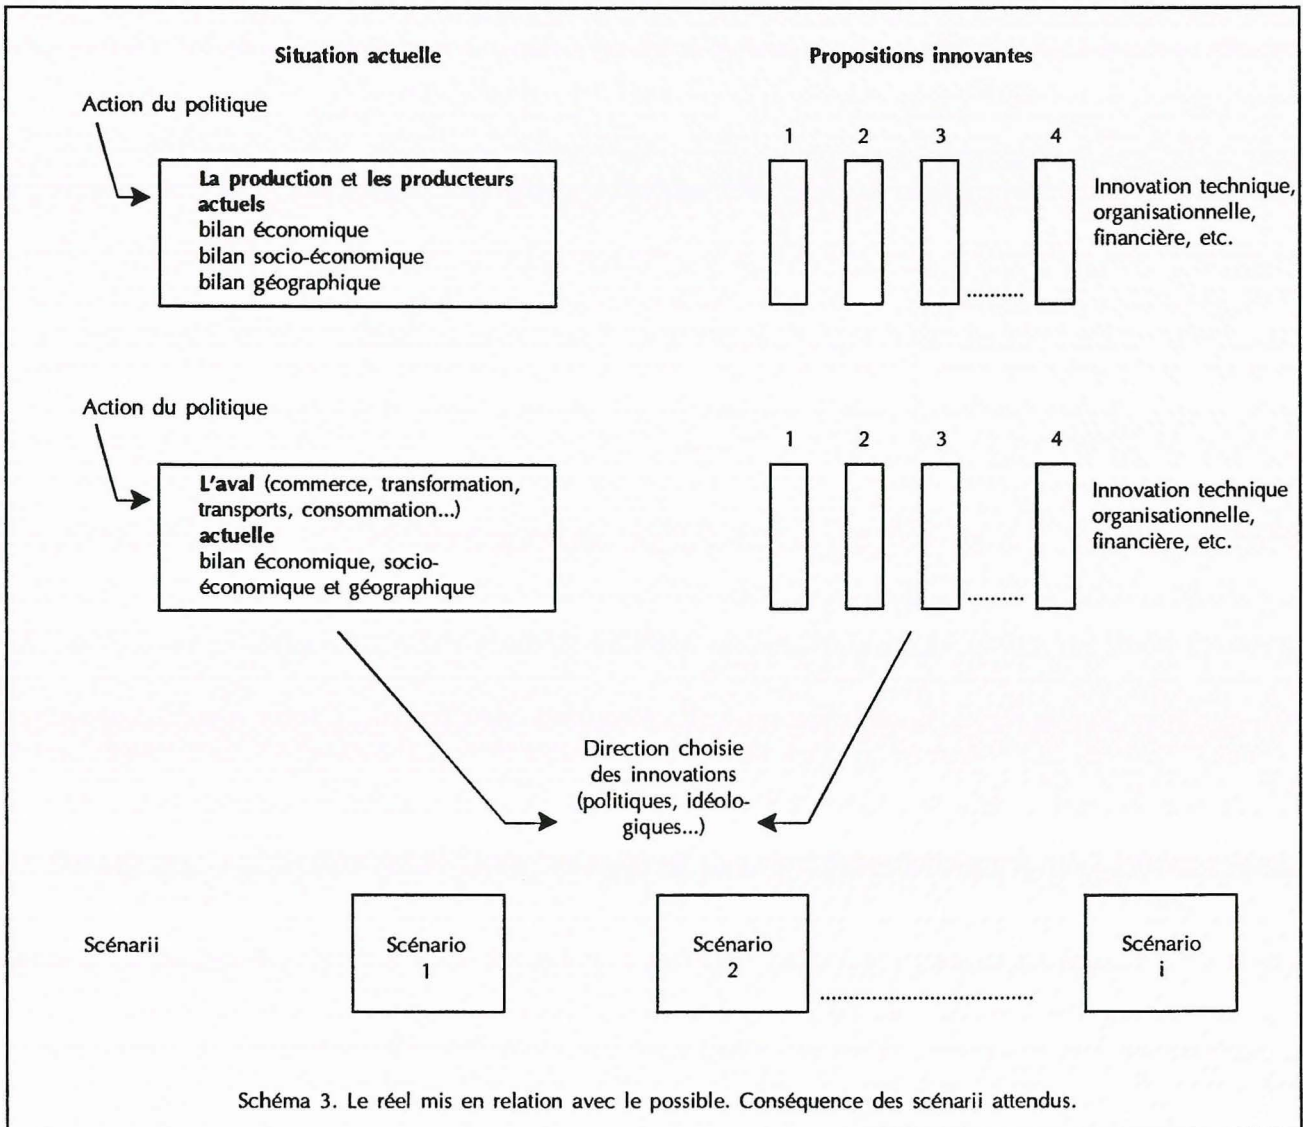 Situation actuelle
Propositions innovantes
Action du politique
La production et les producteurs
actuels
bilan économique
bilan socio-économique
bilan géographique
1 2 3 4
Innovation technique,
organisationnelle,
financière, etc.
Action du politique
L'aval (commerce, transformation,
transports, consommation...)
actuelle
bilan économique, socio-
économique et géographique
1 2 3 4
Innovation technique
organisationnelle,
financière, etc.
Direction choisie
des innovations
(politiques, idéolo-
giques...)
Scénarii
Scénario
1
Scénario
2
Scénario
i
Schéma 3. Le réel mis en relation avec le possible. Conséquence des scénarii attendus.